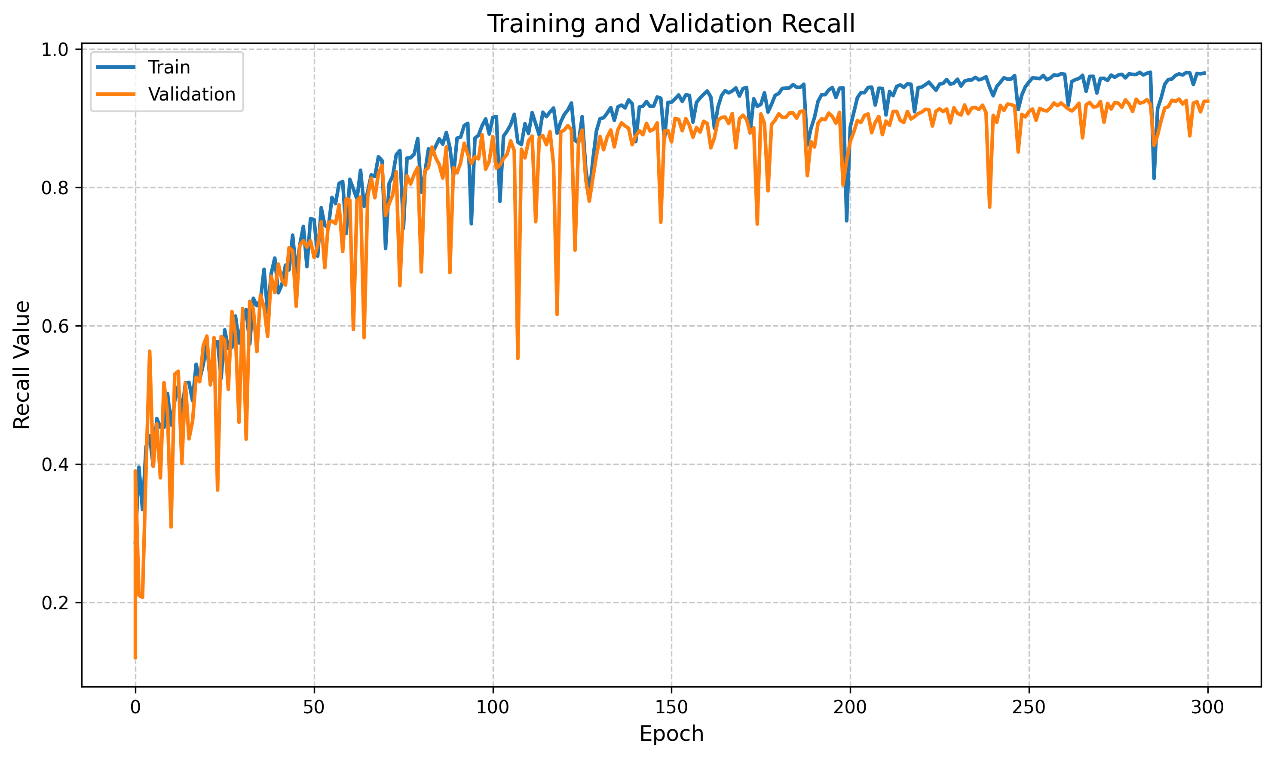 Training and Validation Recall
Train
Validation
Recall Value
1.0
0.8
0.6
0.4
0.2
0 50 100 150 200 250 300
Epoch